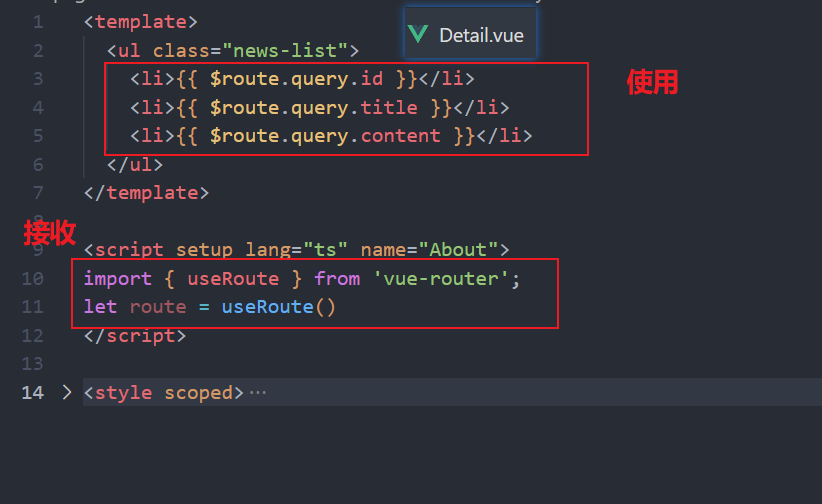 1 <template>
Detail.vue
2 <ul class="news-list">
3 <li>{{ $route.query.id }}</li>
使用
4 <li>{{ $route.query.title }}</li>
5 <li>{{ $route.query.content }}</li>
6 </ul>
7 </template>
8
接收
9 <script setup lang="ts" name="About">
10 import { useRoute } from 'vue-router';
11 let route = useRoute()
12 </script>
13
14 > <style scoped>···